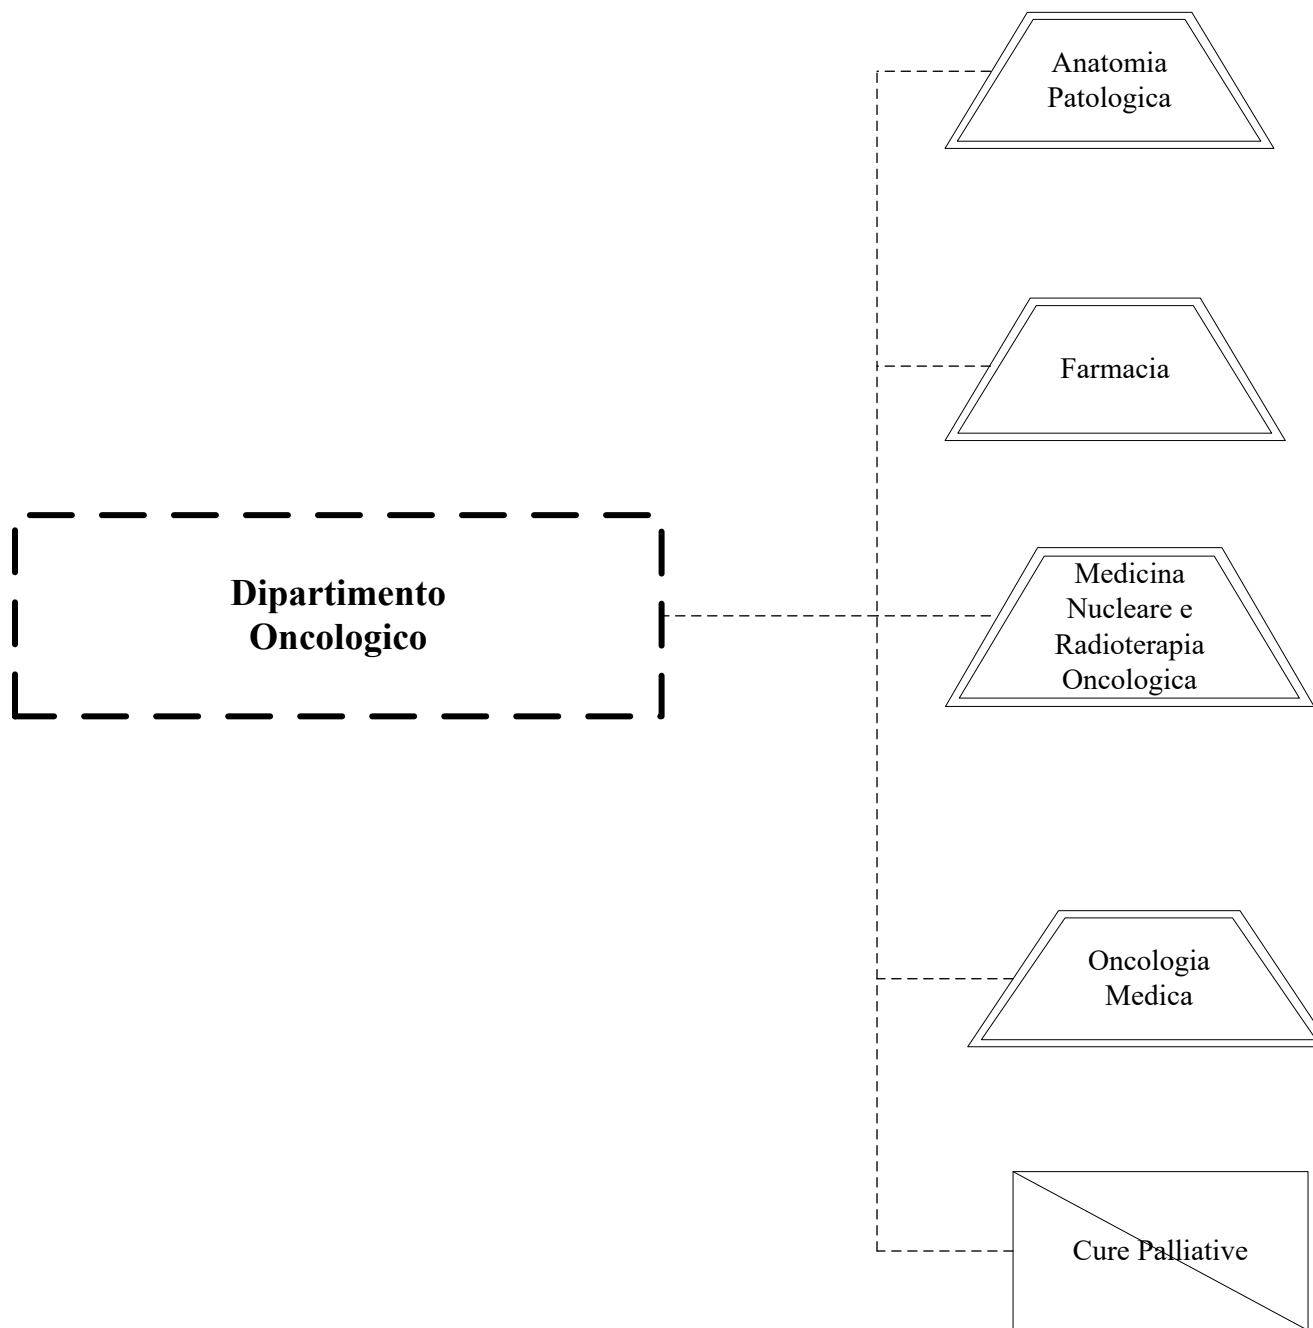 Anatomia
Patologica
Farmacia
Dipartimento
Oncologico
Medicina
Nucleare e
Radioterapia
Oncologica
Oncologia
Medica
Cure Palliative